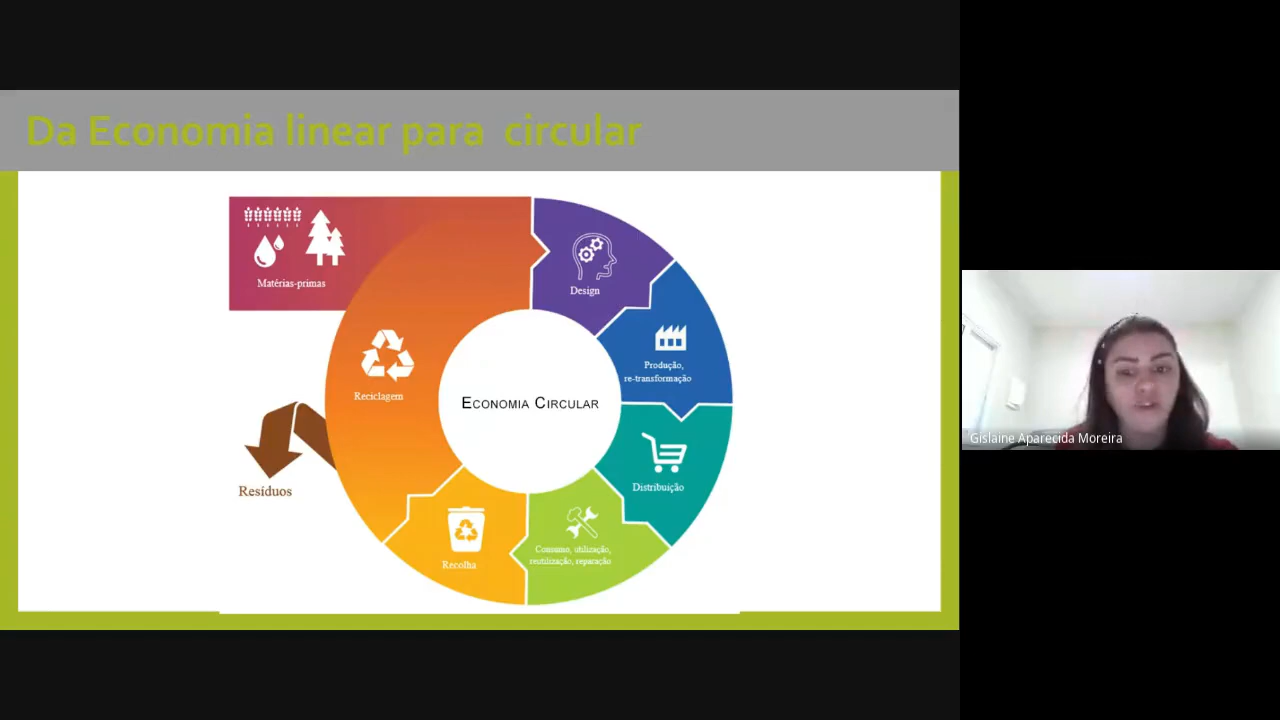 Da Economia linear para circular
Matérias-primas
Design
Produção,
re-transformação
Reciclagem
ECONOMIA CIRCULAR
Distribuição
Resíduos
Consumo, utilização,
reutilização, reparação
Recolha
Gislaine Aparecida Moreira